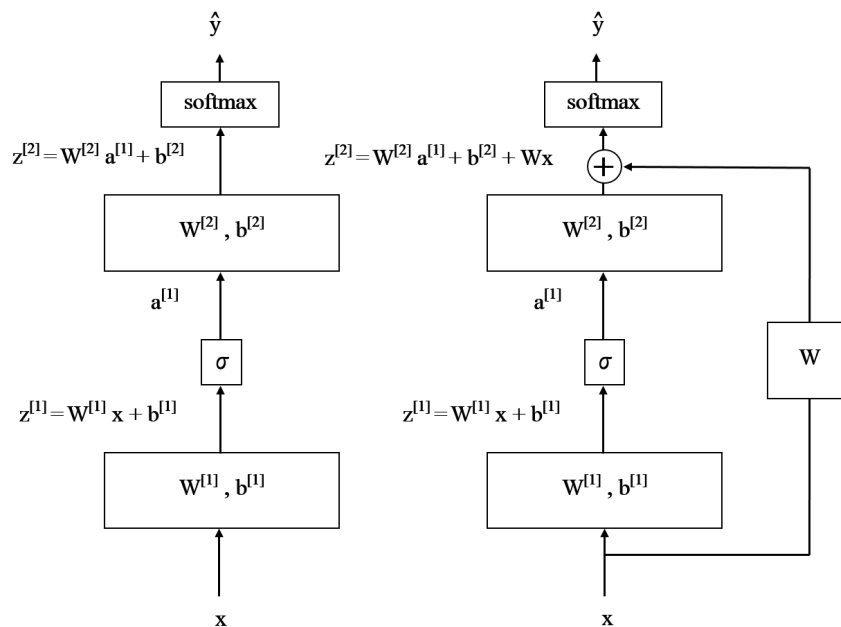 ŷ
softmax
z^[2] = W^[2] a^[1] + b^[2]
W^[2] , b^[2]
a^[1]
σ
z^[1] = W^[1] x + b^[1]
W^[1] , b^[1]
x
ŷ
softmax
z^[2] = W^[2] a^[1] + b^[2] + Wx
+
W^[2] , b^[2]
a^[1]
σ
W
z^[1] = W^[1] x + b^[1]
W^[1] , b^[1]
x